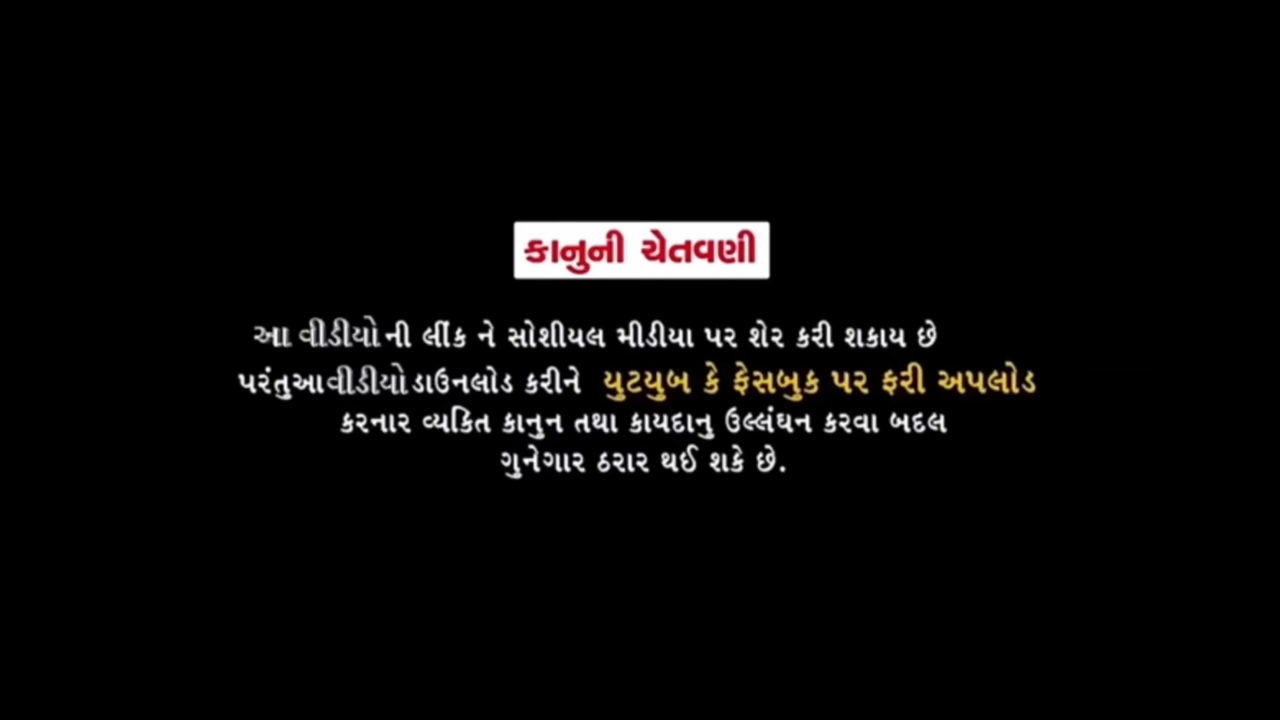 કાનુની ચેતવણી
આ વીડીયો ની લીંક ને સોશીયલ મીડીયા પર શેર કરી શકાય છે
પરંતુઆવીડીયો ડાઉનલોડ કરીને યુટયુબ કે ફેસબુક પર ફરી અપલોડ
કરનાર વ્યકિત કાનુન તથા કાયદાનુ ઉલ્લંઘન કરવા બદલ
ગુનેગાર ઠરાર થઈ શકે છે.